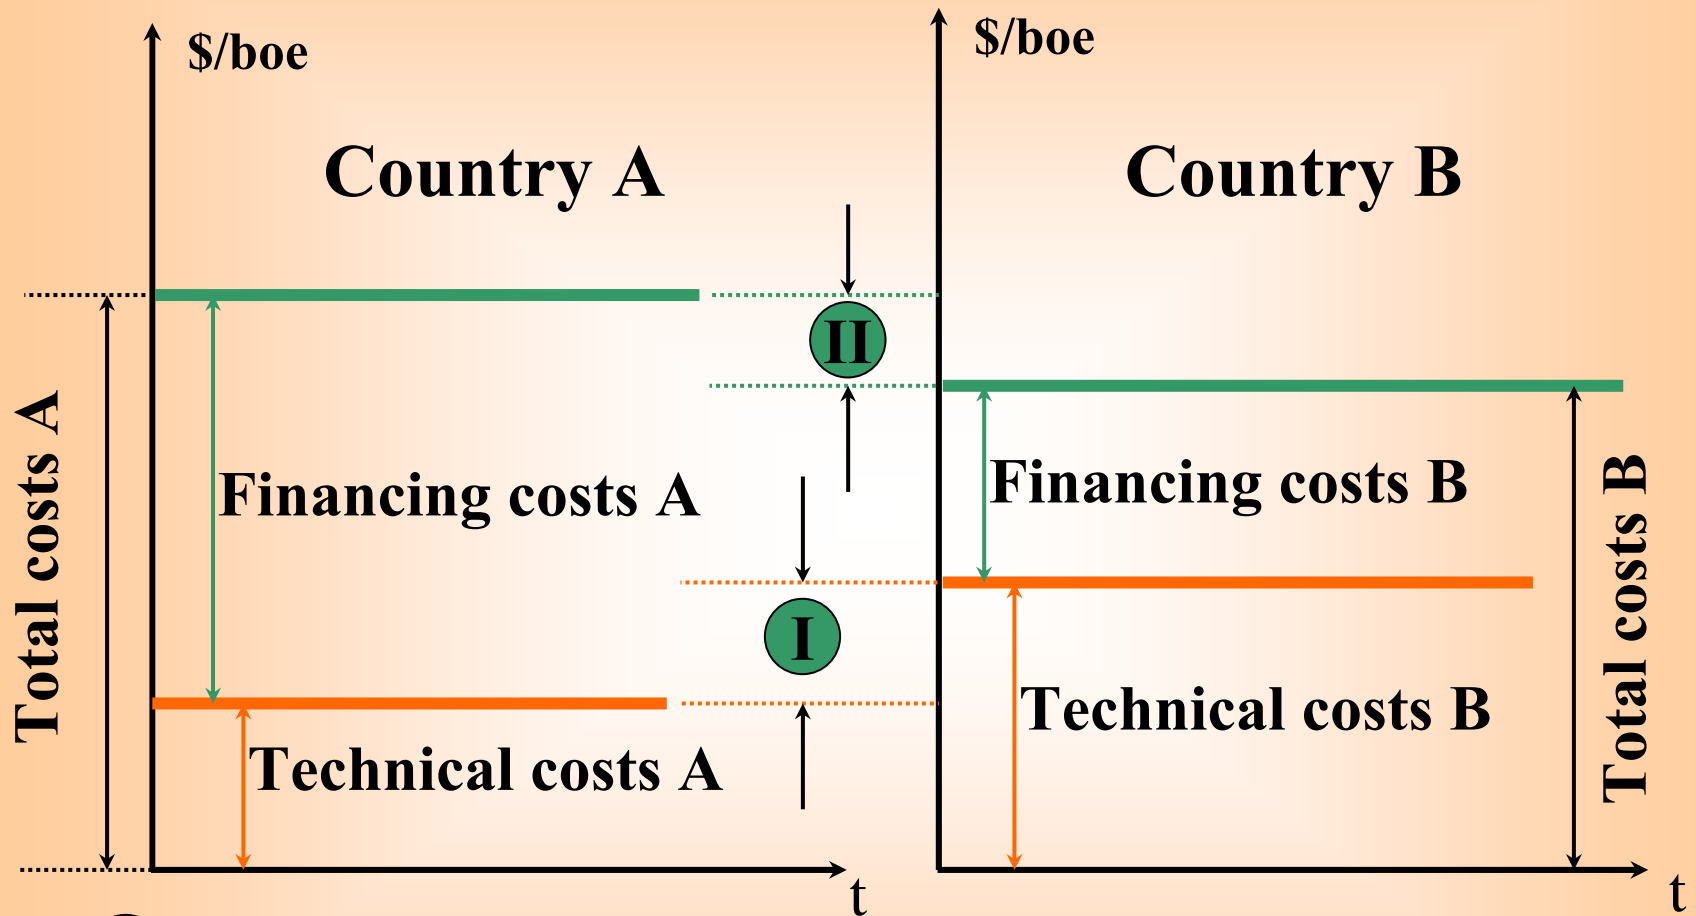 $/boe
$/boe
Country A
Country B
II
Total costs A
Financing costs A
Financing costs B
Total costs B
I
Technical costs B
Technical costs A
t
t